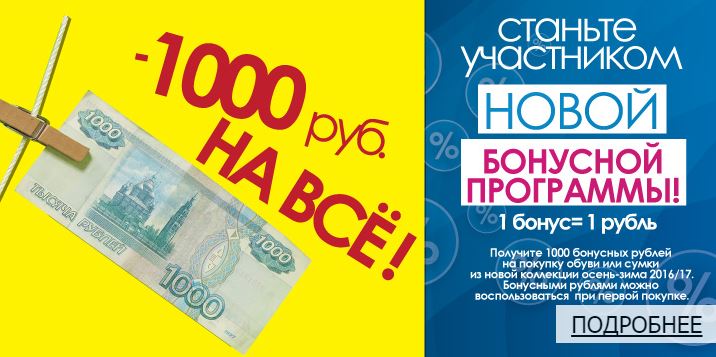 -1000 руб.
НА ВСЁ!
1000
ТЫСЯЧА
РУБЛЕЙ
1000
1000
станьте
участником
НОВОЙ
БОНУСНОЙ
ПРОГРАММЫ!
1 бонус= 1 рубль
Получите 1000 бонусных рублей
на покупку обуви или сумки
из новой коллекции осень-зима 2016/17.
Бонусными рублями можно
воспользоваться при первой покупке.
ПОДРОБНЕЕ